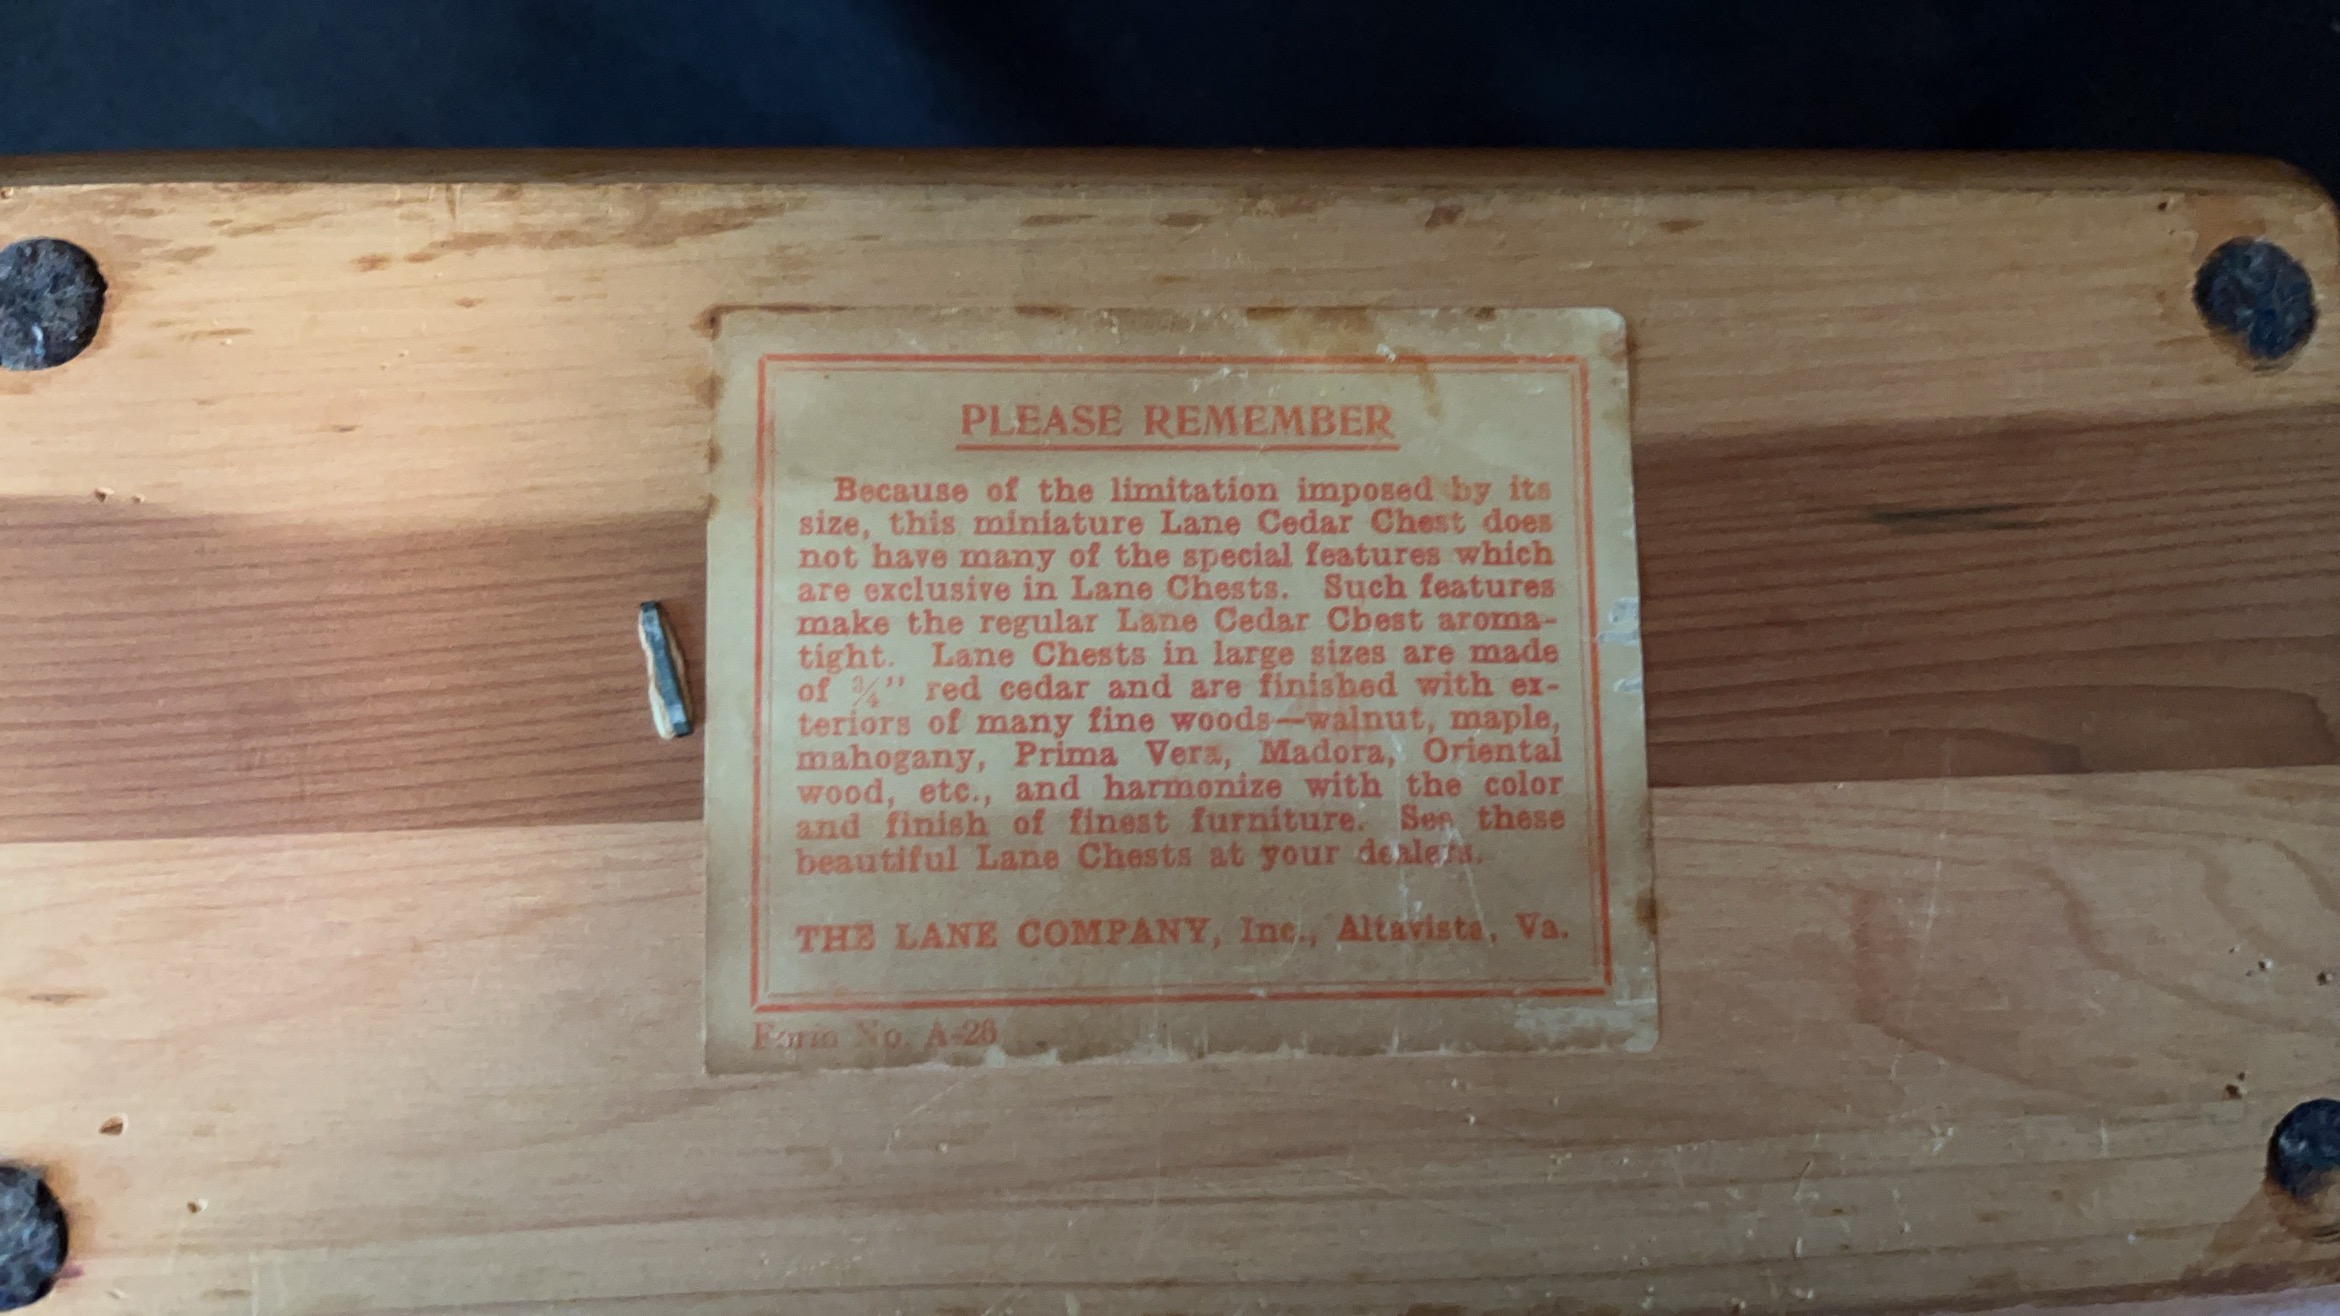 PLEASE REMEMBER
Because of the limitation imposed by its
size, this miniature Lane Cedar Chest does
not have many of the special features which
are exclusive in Lane Chests. Such features
make the regular Lane Cedar Chest aroma-
tight. Lane Chests in large sizes are made
of ¾" red cedar and are finished with ex-
teriors of many fine woods—walnut, maple,
mahogany, Prima Vera, Madora, Oriental
wood, etc., and harmonize with the color
and finish of finest furniture. See these
beautiful Lane Chests at your dealers.
THE LANE COMPANY, Inc., Altavista, Va.
Form No. A-26